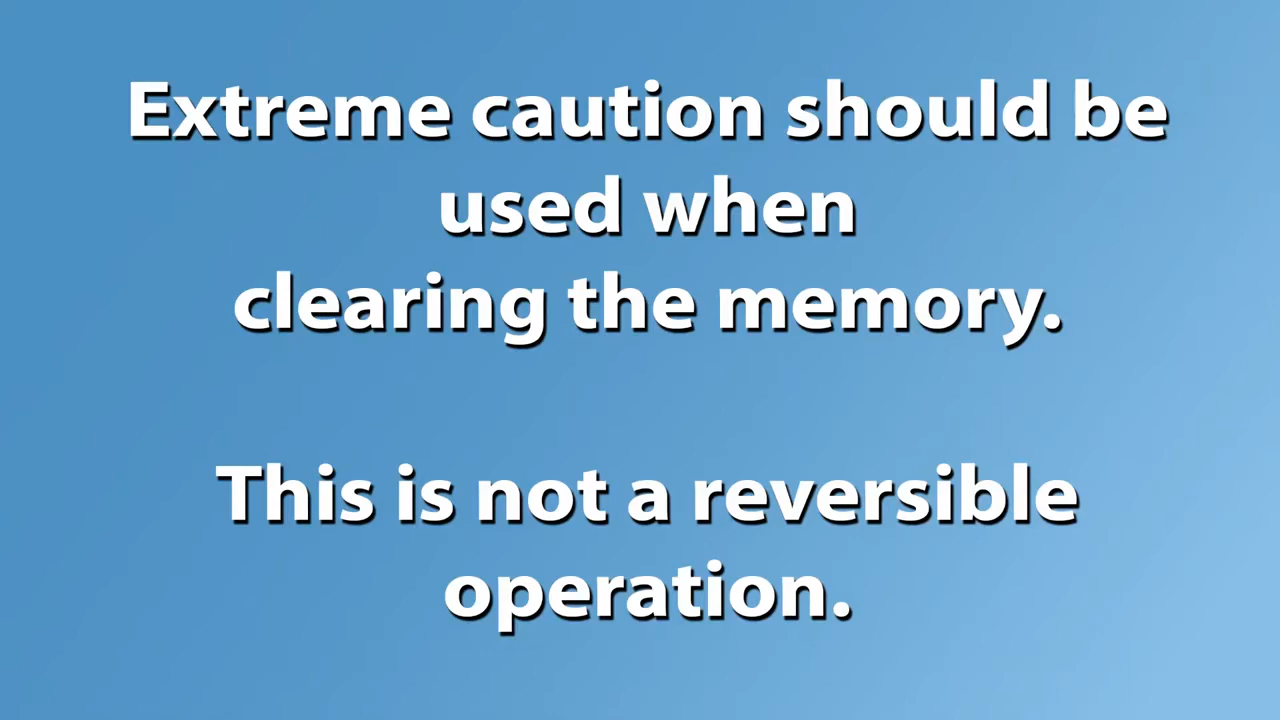 Extreme caution should be
used when
clearing the memory.
This is not a reversible
operation.